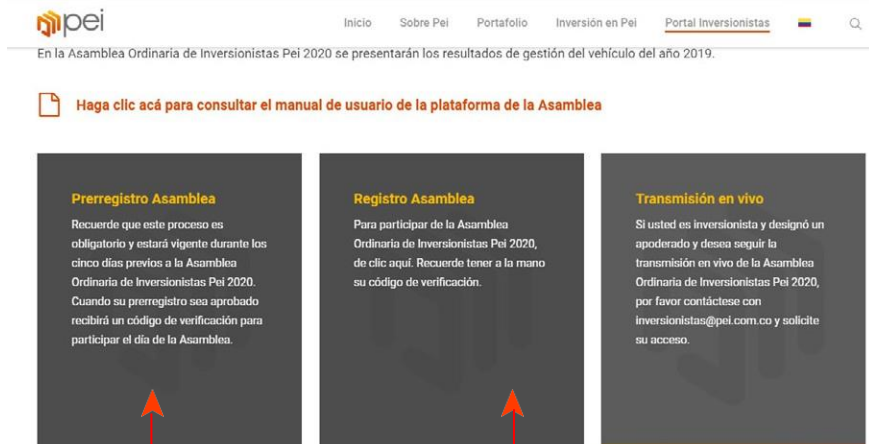 pei
Inicio Sobre Pei Portafolio Inversión en Pei Portal Inversionistas
En la Asamblea Ordinaria de Inversionistas Pei 2020 se presentarán los resultados de gestión del vehículo del año 2019.
Haga clic acá para consultar el manual de usuario de la plataforma de la Asamblea
Prerregistro Asamblea
Recuerde que este proceso es
obligatorio y estará vigente durante los
cinco días previos a la Asamblea
Ordinaria de Inversionistas Pei 2020.
Cuando su prerregistro sea aprobado
recibirá un código de verificación para
participar el día de la Asamblea.
Registro Asamblea
Para participar de la Asamblea
Ordinaria de Inversionistas Pei 2020,
de clic aquí. Recuerde tener a la mano
su código de verificación.
Transmisión en vivo
Si usted es inversionista y designó un
apoderado y desea seguir la
transmisión en vivo de la Asamblea
Ordinaria de Inversionistas Pei 2020,
por favor contáctese con
inversionistas@pei.com.co y solicite
su acceso.